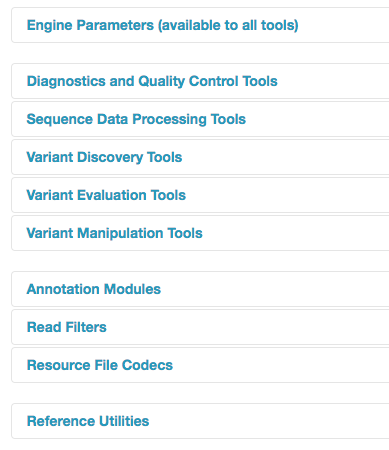 Engine Parameters (available to all tools)
Diagnostics and Quality Control Tools
Sequence Data Processing Tools
Variant Discovery Tools
Variant Evaluation Tools
Variant Manipulation Tools
Annotation Modules
Read Filters
Resource File Codecs
Reference Utilities